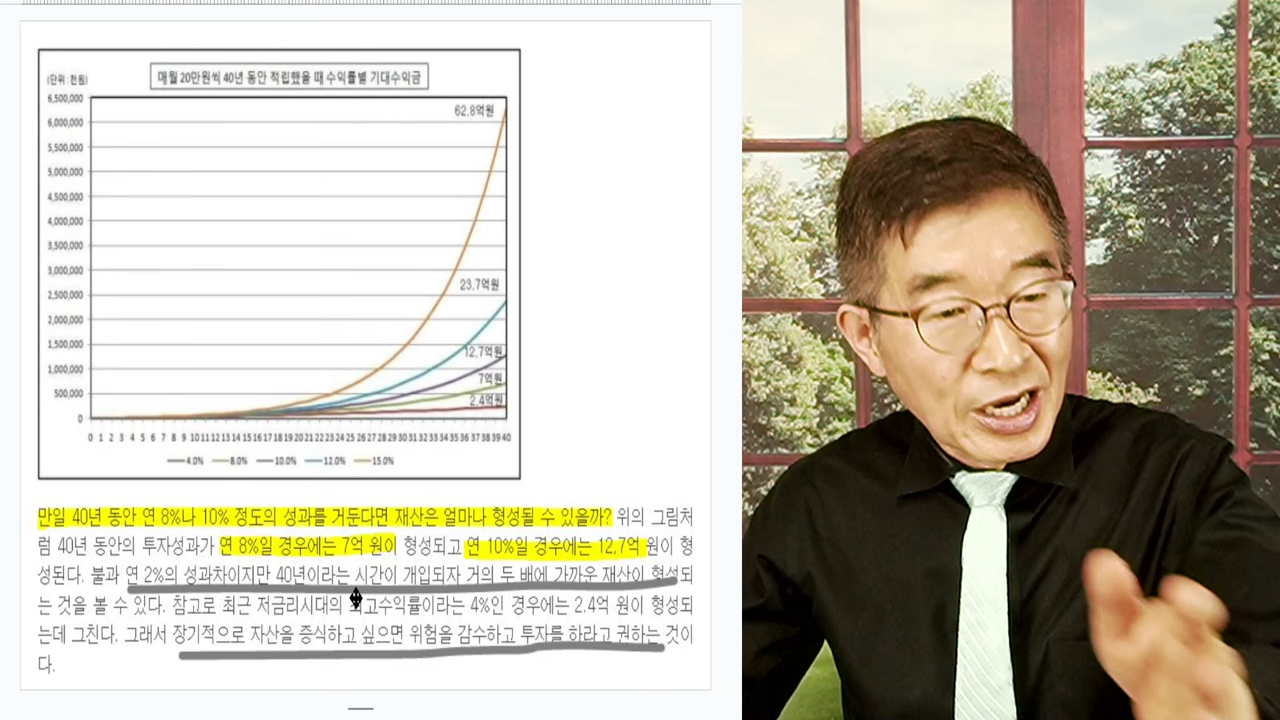 (단위:천원)
매월 20만원씩 40년 동안 적립했을 때 수익률별 기대수익금
6,500,000
6,000,000
5,500,000
5,000,000
4,500,000
4,000,000
3,500,000
3,000,000
2,500,000
2,000,000
1,500,000
1,000,000
500,000
0
62.8억원
23.7억원
12.7억원
7억원
2.4억원
0 1 2 3 4 5 6 7 8 9 10 11 12 13 14 15 16 17 18 19 20 21 22 23 24 25 26 27 28 29 30 31 32 33 34 35 36 37 38 39 40
4.0% 8.0% 10.0% 12.0% 15.0%
만일 40년 동안 연 8%나 10% 정도의 성과를 거둔다면 재산은 얼마나 형성될 수 있을까? 위의 그림처
럼 40년 동안의 투자성과가 연 8%일 경우에는 7억 원이 형성되고 연 10%일 경우에는 12.7억 원이 형
성된다. 불과 연 2%의 성과차이지만 40년이라는 시간이 개입되자 거의 두 배에 가까운 재산이 형성되
는 것을 볼 수 있다. 참고로 최근 저금리시대의 최고수익률이라는 4%인 경우에는 2.4억 원이 형성되
는데 그친다. 그래서 장기적으로 자산을 증식하고 싶으면 위험을 감수하고 투자를 하라고 권하는 것이
다.